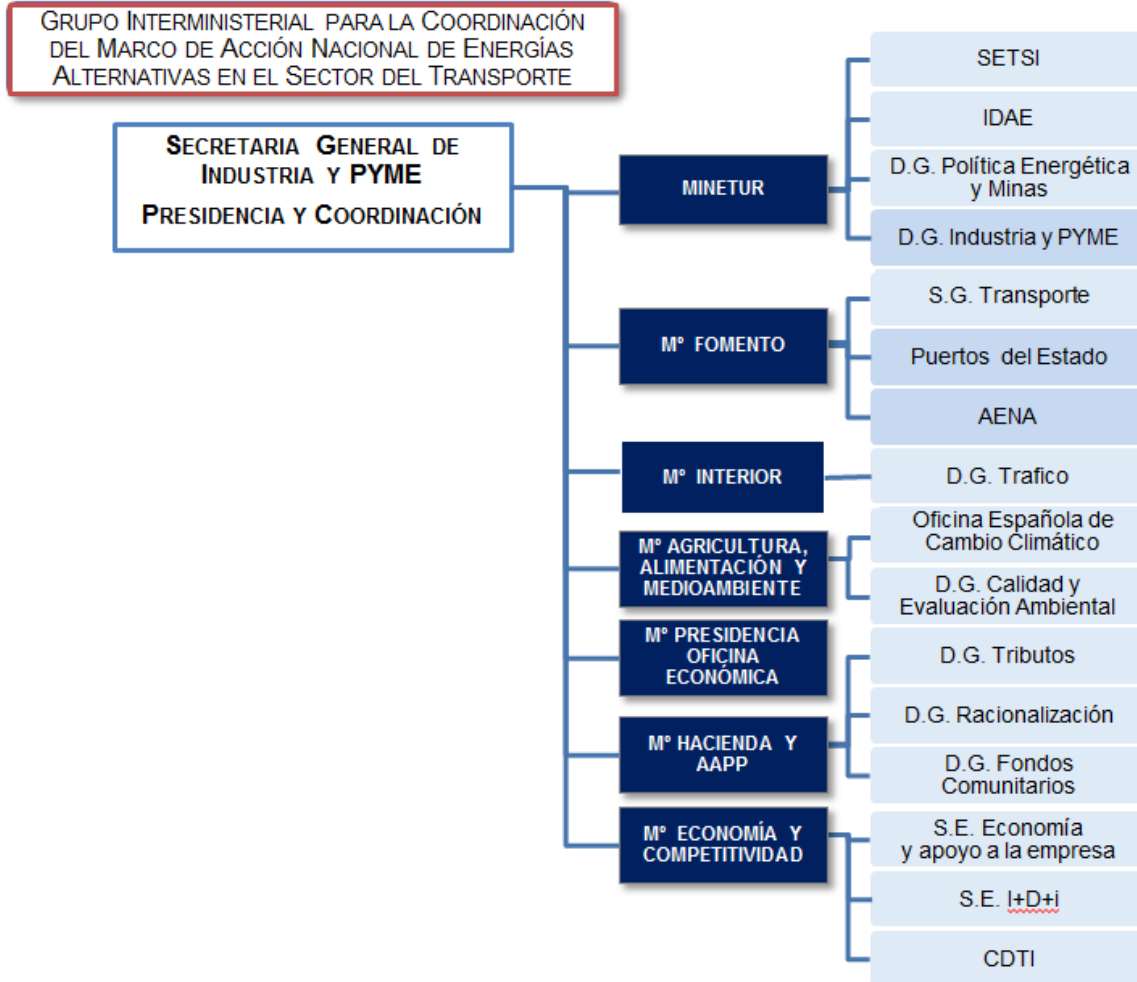 GRUPO INTERMINISTERIAL PARA LA COORDINACIÓN
DEL MARCO DE ACCIÓN NACIONAL DE ENERGÍAS
ALTERNATIVAS EN EL SECTOR DEL TRANSPORTE
SECRETARIA GENERAL DE
INDUSTRIA Y PYME
PRESIDENCIA Y COORDINACIÓN
MINETUR
SETSI
IDAE
D.G. Política Energética
y Minas
D.G. Industria y PYME
Mº FOMENTO
S.G. Transporte
Puertos del Estado
AENA
Mº INTERIOR
D.G. Trafico
Mº AGRICULTURA,
ALIMENTACIÓN Y
MEDIOAMBIENTE
Oficina Española de
Cambio Climático
D.G. Calidad y
Evaluación Ambiental
Mº PRESIDENCIA
OFICINA
ECONÓMICA
Mº HACIENDA Y
AAPP
D.G. Tributos
D.G. Racionalización
D.G. Fondos
Comunitarios
Mº ECONOMÍA Y
COMPETITIVIDAD
S.E. Economía
y apoyo a la empresa
S.E. I+D+i
CDTI